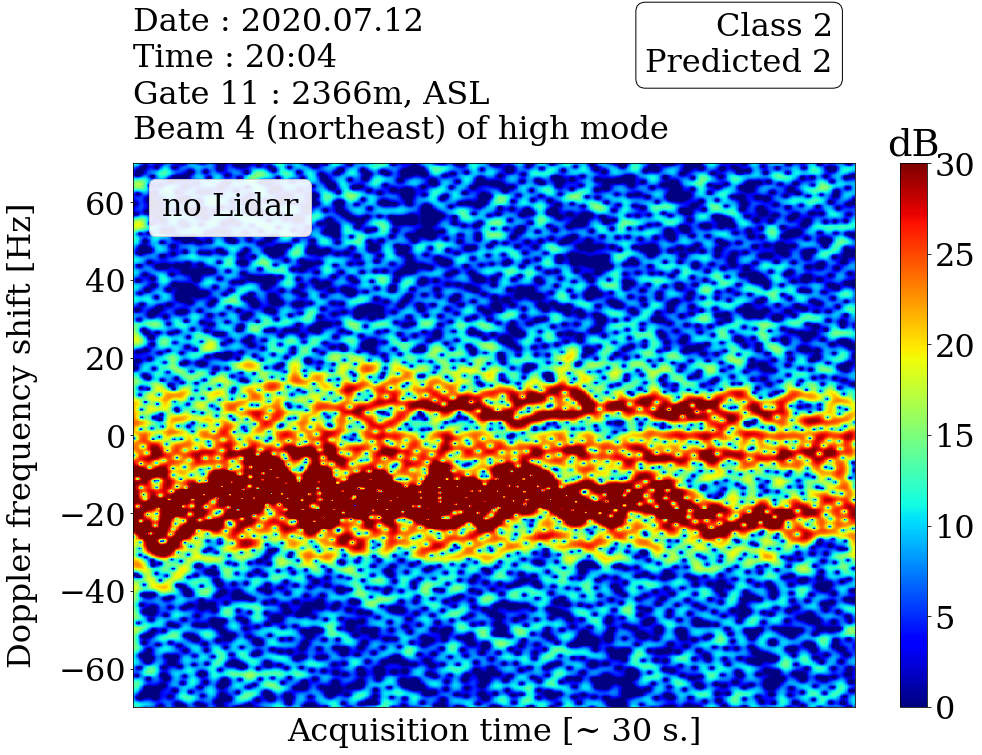 Date : 2020.07.12
Time : 20:04
Gate 11 : 2366m, ASL
Beam 4 (northeast) of high mode
Class 2
Predicted 2
dB
30
25
20
15
10
5
0
no Lidar
60
40
20
0
−20
−40
−60
Doppler frequency shift [Hz]
Acquisition time [~ 30 s.]